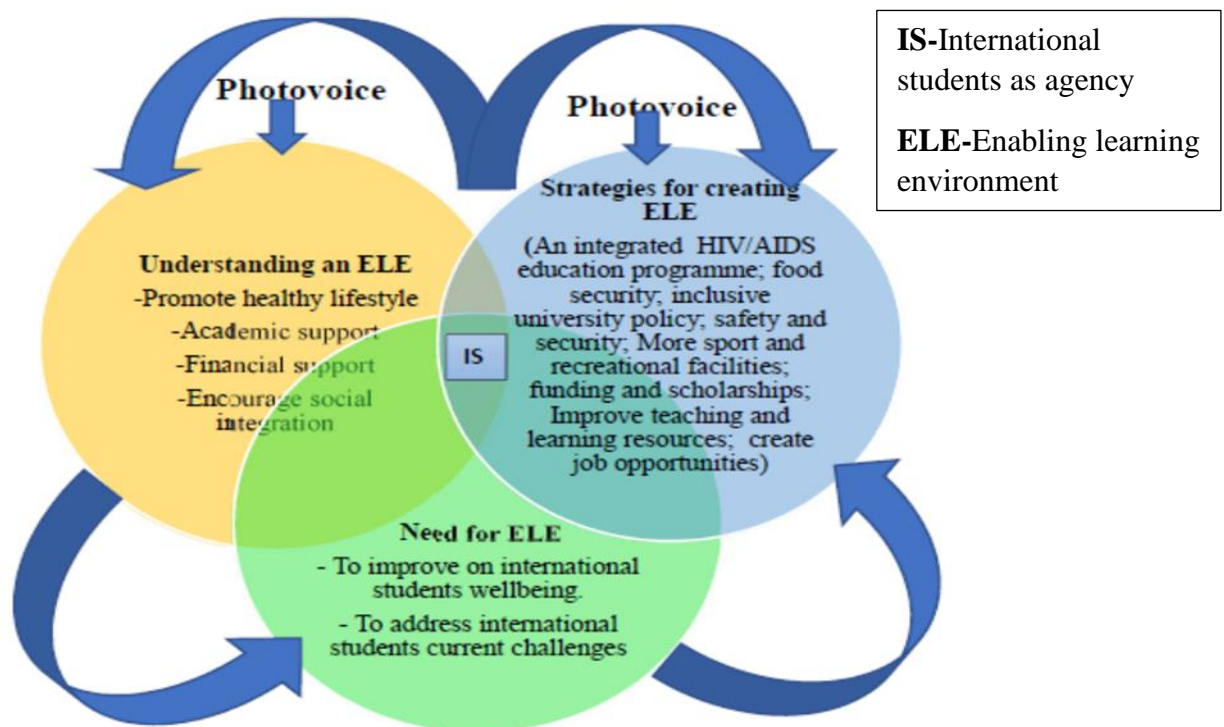 Photovoice
Photovoice
IS-International
students as agency
ELE-Enabling learning
environment
Understanding an ELE
-Promote healthy lifestyle
-Academic support
-Financial support
-Encourage social
integration
Strategies for creating
ELE
(An integrated HIV/AIDS
education programme; food
security; inclusive
university policy; safety and
security; More sport and
recreational facilities;
funding and scholarships;
Improve teaching and
learning resources; create
job opportunities)
IS
Need for ELE
- To improve on international
students wellbeing.
- To address international
students current challenges